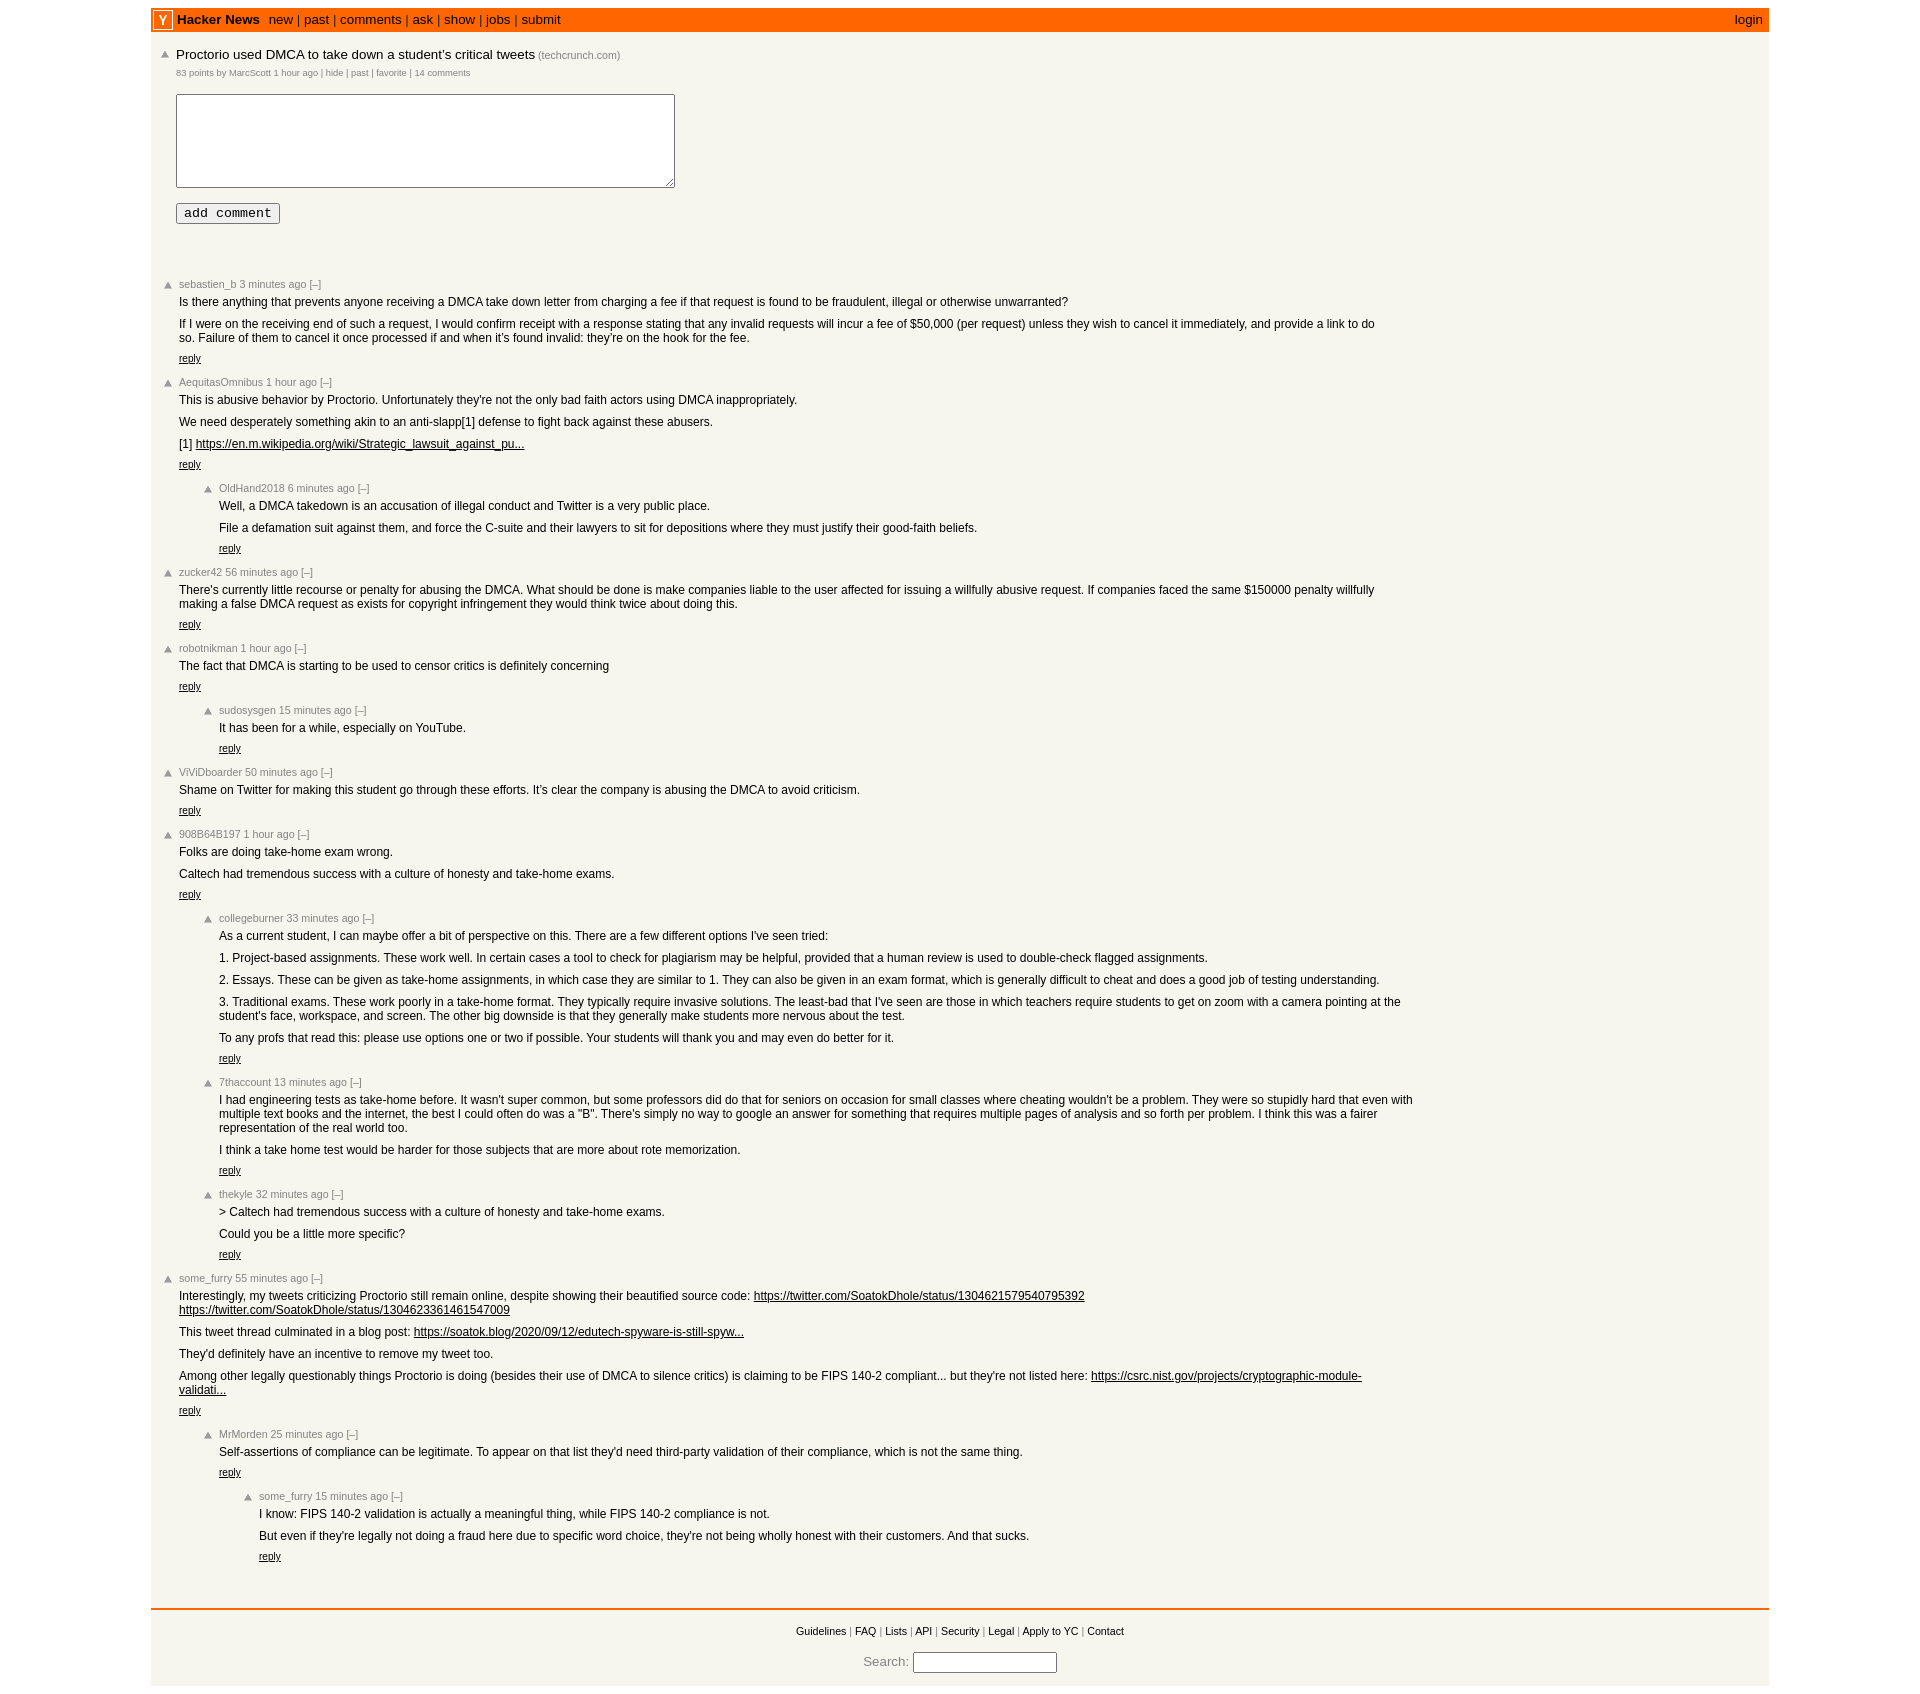 Y Hacker News new | past | comments | ask | show | jobs | submit login
Proctorio used DMCA to take down a student’s critical tweets (techcrunch.com)
83 points by MarcScott 1 hour ago | hide | past | favorite | 14 comments
add comment
sebastien_b 3 minutes ago [–]
Is there anything that prevents anyone receiving a DMCA take down letter from charging a fee if that request is found to be fraudulent, illegal or otherwise unwarranted?
If I were on the receiving end of such a request, I would confirm receipt with a response stating that any invalid requests will incur a fee of $50,000 (per request) unless they wish to cancel it immediately, and provide a link to do
so. Failure of them to cancel it once processed if and when it’s found invalid: they’re on the hook for the fee.
reply
AequitasOmnibus 1 hour ago [–]
This is abusive behavior by Proctorio. Unfortunately they're not the only bad faith actors using DMCA inappropriately.
We need desperately something akin to an anti-slapp[1] defense to fight back against these abusers.
[1] https://en.m.wikipedia.org/wiki/Strategic_lawsuit_against_pu...
reply
OldHand2018 6 minutes ago [–]
Well, a DMCA takedown is an accusation of illegal conduct and Twitter is a very public place.
File a defamation suit against them, and force the C-suite and their lawyers to sit for depositions where they must justify their good-faith beliefs.
reply
zucker42 56 minutes ago [–]
There's currently little recourse or penalty for abusing the DMCA. What should be done is make companies liable to the user affected for issuing a willfully abusive request. If companies faced the same $150000 penalty willfully
making a false DMCA request as exists for copyright infringement they would think twice about doing this.
reply
robotnikman 1 hour ago [–]
The fact that DMCA is starting to be used to censor critics is definitely concerning
reply
sudosysgen 15 minutes ago [–]
It has been for a while, especially on YouTube.
reply
ViViDboarder 50 minutes ago [–]
Shame on Twitter for making this student go through these efforts. It’s clear the company is abusing the DMCA to avoid criticism.
reply
908B64B197 1 hour ago [–]
Folks are doing take-home exam wrong.
Caltech had tremendous success with a culture of honesty and take-home exams.
reply
collegeburner 33 minutes ago [–]
As a current student, I can maybe offer a bit of perspective on this. There are a few different options I've seen tried:
1. Project-based assignments. These work well. In certain cases a tool to check for plagiarism may be helpful, provided that a human review is used to double-check flagged assignments.
2. Essays. These can be given as take-home assignments, in which case they are similar to 1. They can also be given in an exam format, which is generally difficult to cheat and does a good job of testing understanding.
3. Traditional exams. These work poorly in a take-home format. They typically require invasive solutions. The least-bad that I've seen are those in which teachers require students to get on zoom with a camera pointing at the
student's face, workspace, and screen. The other big downside is that they generally make students more nervous about the test.
To any profs that read this: please use options one or two if possible. Your students will thank you and may even do better for it.
reply
7thaccount 13 minutes ago [–]
I had engineering tests as take-home before. It wasn't super common, but some professors did do that for seniors on occasion for small classes where cheating wouldn't be a problem. They were so stupidly hard that even with
multiple text books and the internet, the best I could often do was a "B". There's simply no way to google an answer for something that requires multiple pages of analysis and so forth per problem. I think this was a fairer
representation of the real world too.
I think a take home test would be harder for those subjects that are more about rote memorization.
reply
thekyle 32 minutes ago [–]
> Caltech had tremendous success with a culture of honesty and take-home exams.
Could you be a little more specific?
reply
some_furry 55 minutes ago [–]
Interestingly, my tweets criticizing Proctorio still remain online, despite showing their beautified source code: https://twitter.com/SoatokDhole/status/1304621579540795392
https://twitter.com/SoatokDhole/status/1304623361461547009
This tweet thread culminated in a blog post: https://soatok.blog/2020/09/12/edutech-spyware-is-still-spyw...
They'd definitely have an incentive to remove my tweet too.
Among other legally questionably things Proctorio is doing (besides their use of DMCA to silence critics) is claiming to be FIPS 140-2 compliant... but they're not listed here: https://csrc.nist.gov/projects/cryptographic-module-
validati...
reply
MrMorden 25 minutes ago [–]
Self-assertions of compliance can be legitimate. To appear on that list they'd need third-party validation of their compliance, which is not the same thing.
reply
some_furry 15 minutes ago [–]
I know: FIPS 140-2 validation is actually a meaningful thing, while FIPS 140-2 compliance is not.
But even if they're legally not doing a fraud here due to specific word choice, they're not being wholly honest with their customers. And that sucks.
reply
Guidelines | FAQ | Lists | API | Security | Legal | Apply to YC | Contact
Search: